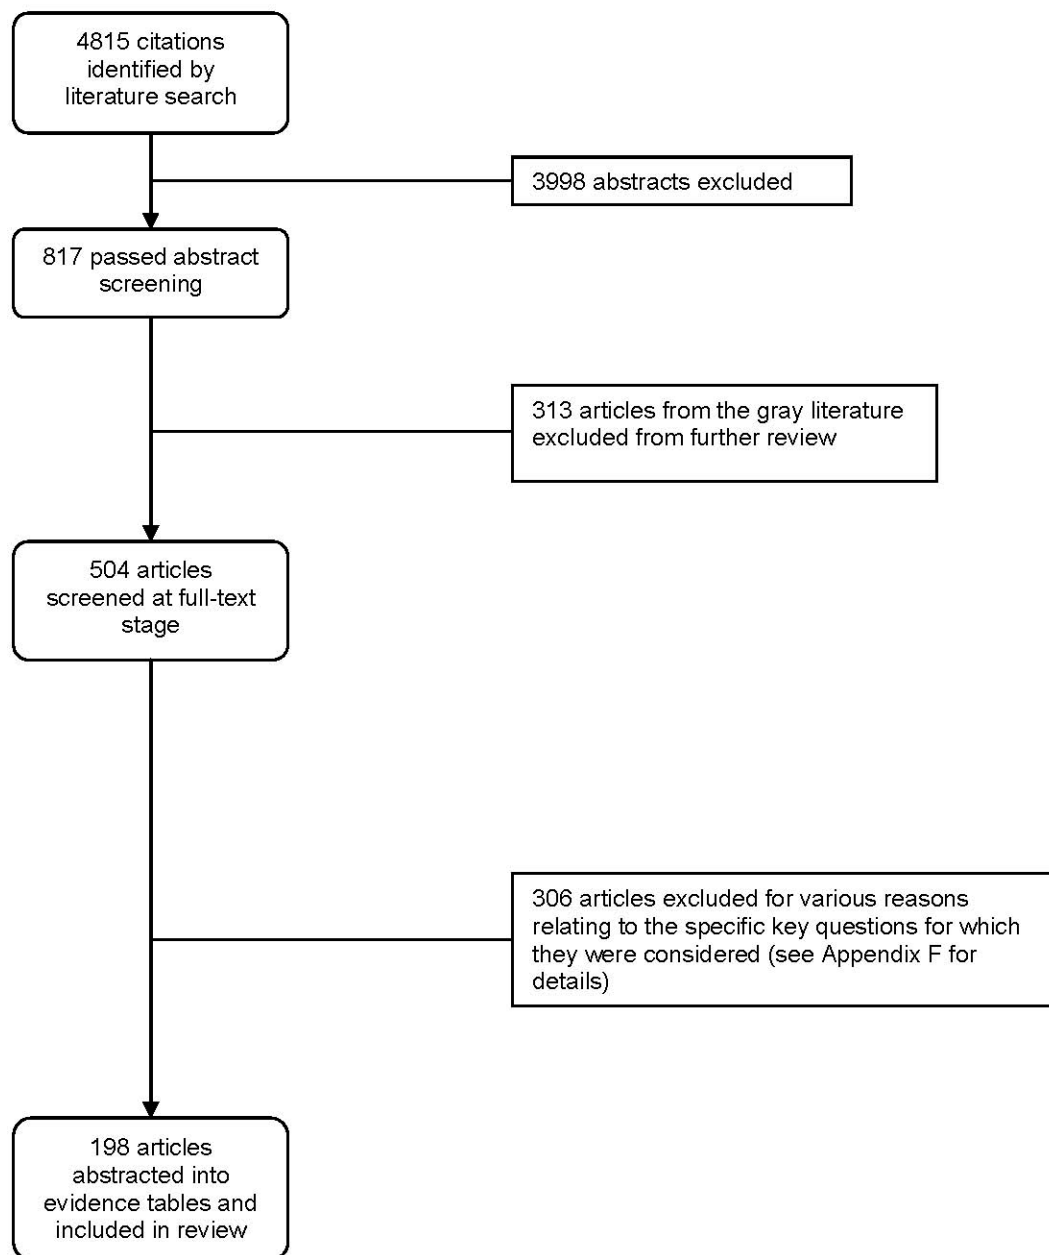 4815 citations
identified by
literature search
3998 abstracts excluded
817 passed abstract
screening
313 articles from the gray literature
excluded from further review
504 articles
screened at full-text
stage
306 articles excluded for various reasons
relating to the specific key questions for which
they were considered (see Appendix F for
details)
198 articles
abstracted into
evidence tables and
included in review